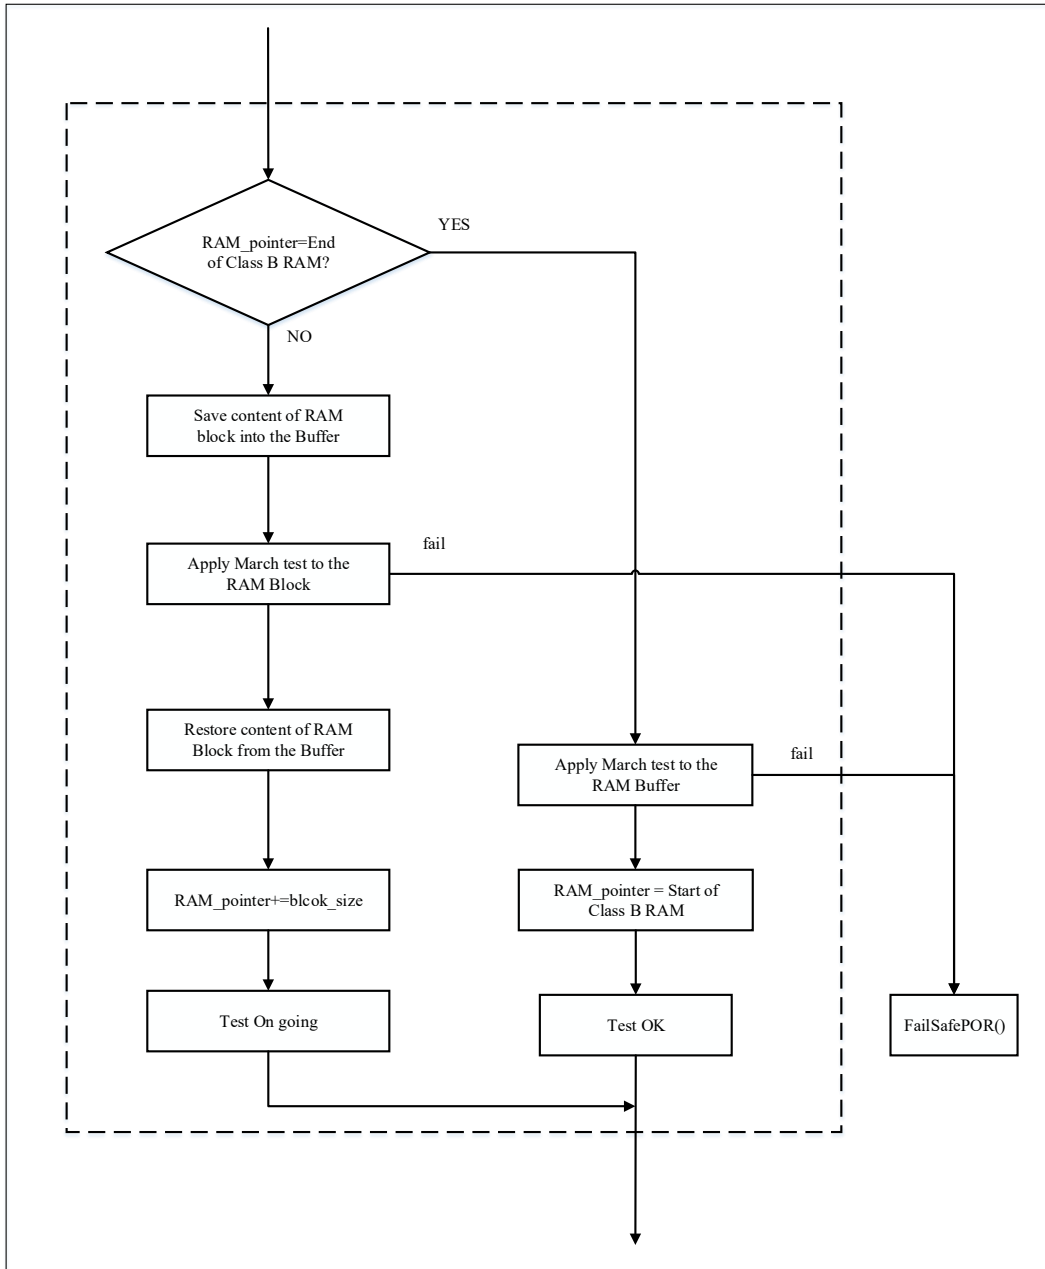 YES
RAM_pointer=End
of Class B RAM?
NO
Save content of RAM
block into the Buffer
fail
Apply March test to the
RAM Block
Restore content of RAM
Block from the Buffer
fail
Apply March test to the
RAM Buffer
RAM_pointer+=blcok_size
RAM_pointer = Start of
Class B RAM
Test On going
Test OK
FailSafePOR()